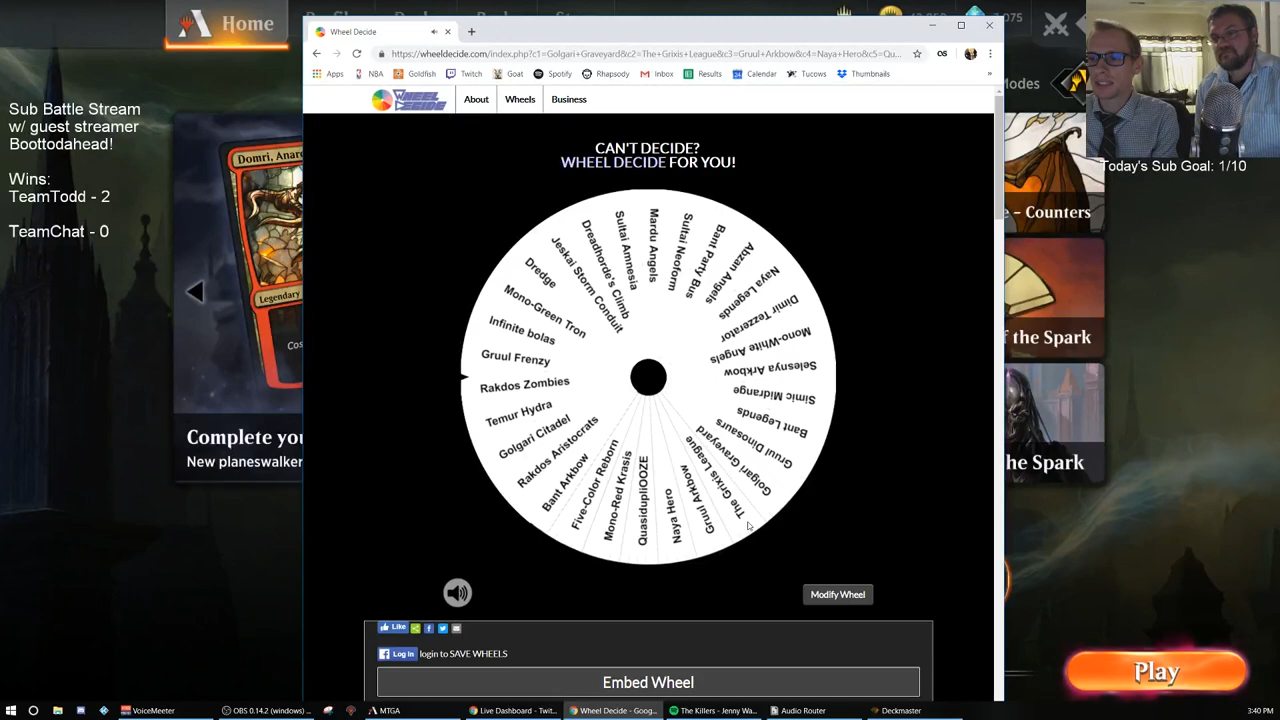 Home
Sub Battle Stream
w/ guest streamer
Boottodahead!
Wins:
TeamTodd - 2
TeamChat - 0
Domri, Anarc
Legendary
Cos
Complete you
New planeswalker
Wheel Decide
https://wheeldecide.com/index.php?c1=Golgari+Graveyard&c2=The+Grixis+League&c3=Gruul+Arkbow&c4=Naya+Hero&c5=Qu...
OS
Apps
NBA
Goldfish
Twitch
Goat
Spotify
Rhapsody
Inbox
Results
Calendar
Tucows
Thumbnails
WHEEL DECIDE
About
Wheels
Business
CAN'T DECIDE?
WHEEL DECIDE FOR YOU!
Rakdos Zombies
Gruul Frenzy
Infinite bolas
Mono-Green Tron
Dredge
Jeskai Storm Conduit
Dreadhorde's Climb
Sultai Amnesia
Mardu Angels
Sultai Neoform
Bant Party Bus
Abzan Angels
Naya Legends
Dimir Tezzerator
Mono-White Angels
Selesnya Arkbow
Simic Midrange
Bant Legends
Gruul Dinosaurs
Golgari Graveyard
The Grixis League
Gruul Arkbow
Naya Hero
QuasidupliOOZE
Mono-Red Krasis
Five-Color Reborn
Bant Arkbow
Rakdos Aristocrats
Golgari Citadel
Temur Hydra
Modify Wheel
Like
Log In login to SAVE WHEELS
Embed Wheel
,075
Modes
Today's Sub Goal: 1/10
e - Counters
f the Spark
he Spark
Play
VoiceMeeter
OBS 0.14.2 (windows) ...
MTGA
Live Dashboard - Twit...
Wheel Decide - Goog...
The Killers - Jenny Wa...
Audio Router
Deckmaster
3:40 PM